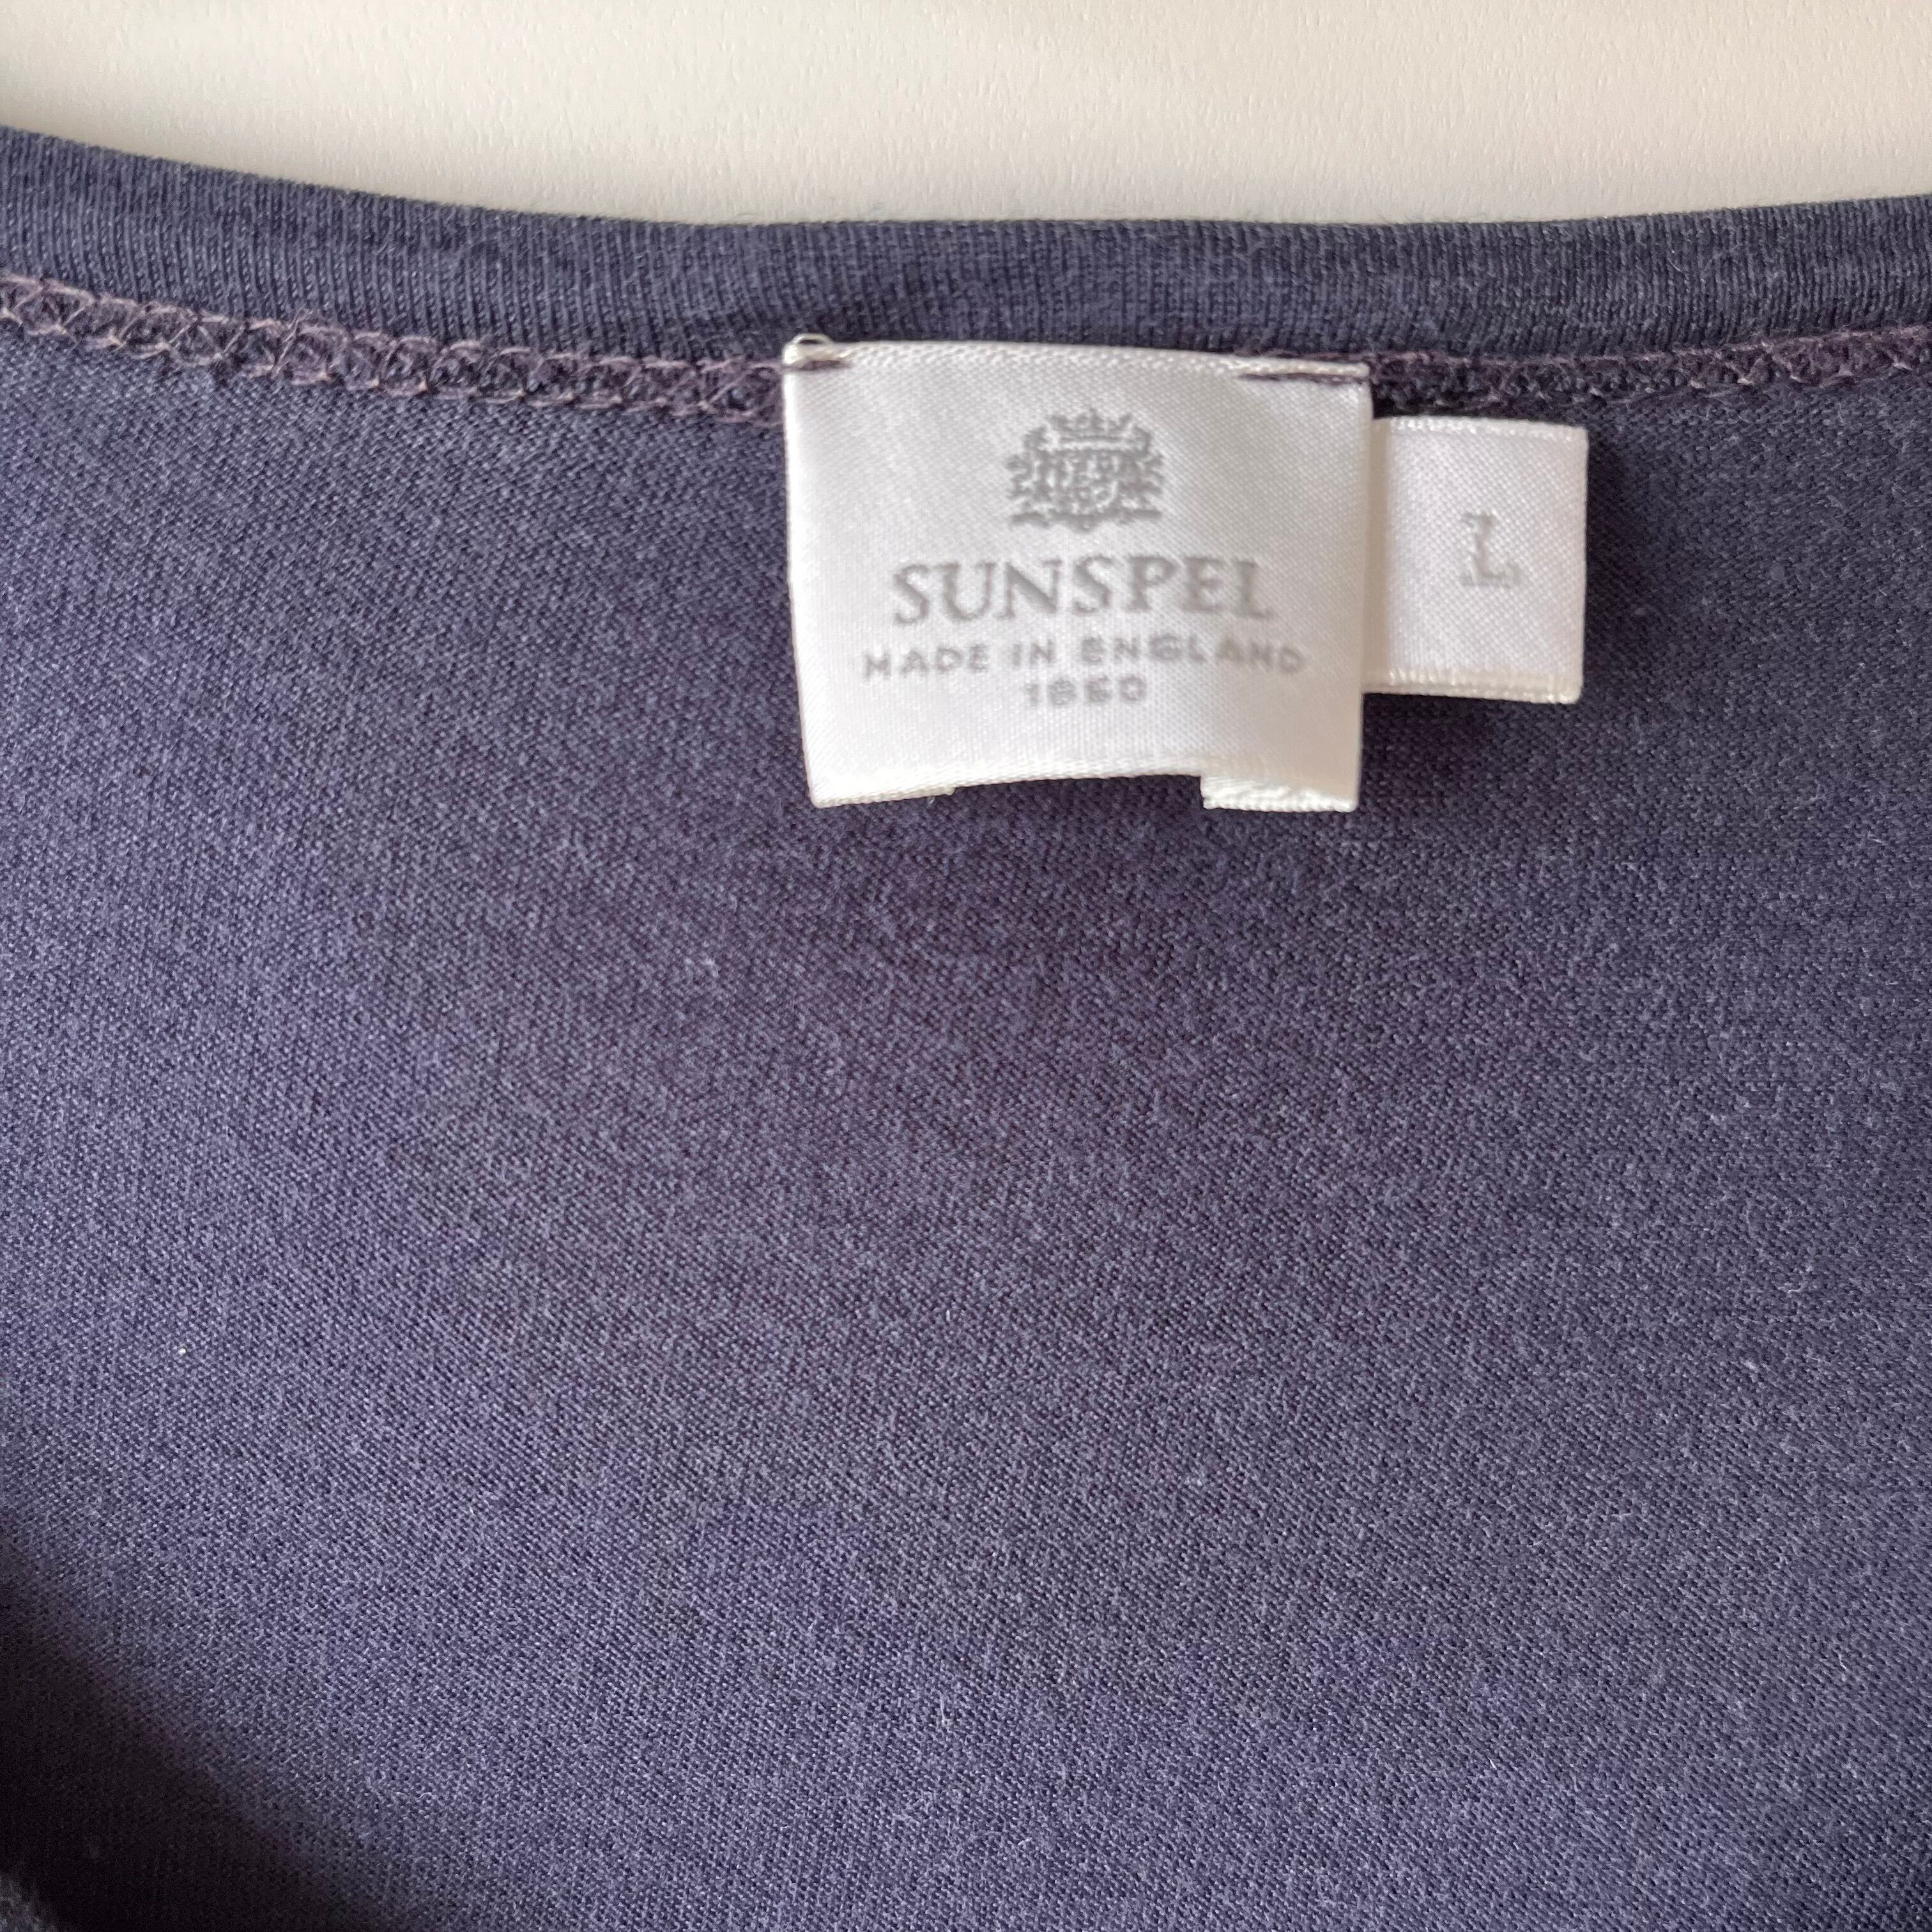 SUNSPEL
MADE IN ENGLAND
1860
L